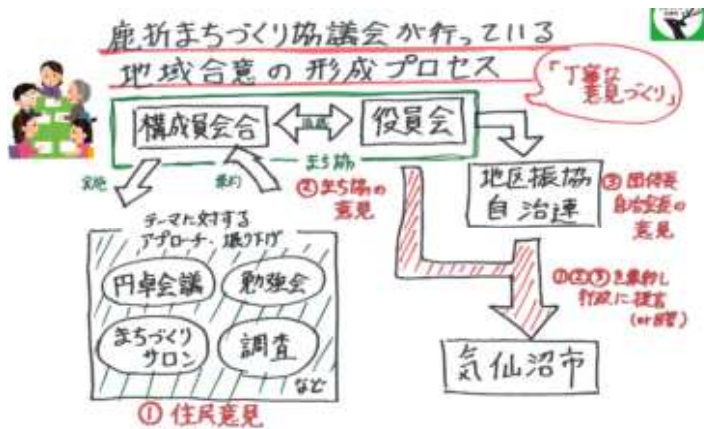 鹿折まちづくり協議会が行っている
地域合意の形成プロセス
「丁寧な
意見づくり」
構成員会合
役員会
まち協
実施
集約
②まち協の
意見
地区振協
自治連
③団体長
自治会長の
意見
テーマに対する
アプローチ・掘り下げ
円卓会議
勉強会
まちづくり
サロン
調査
など
①住民意見
①②③を集約し
行政に提言
気仙沼市